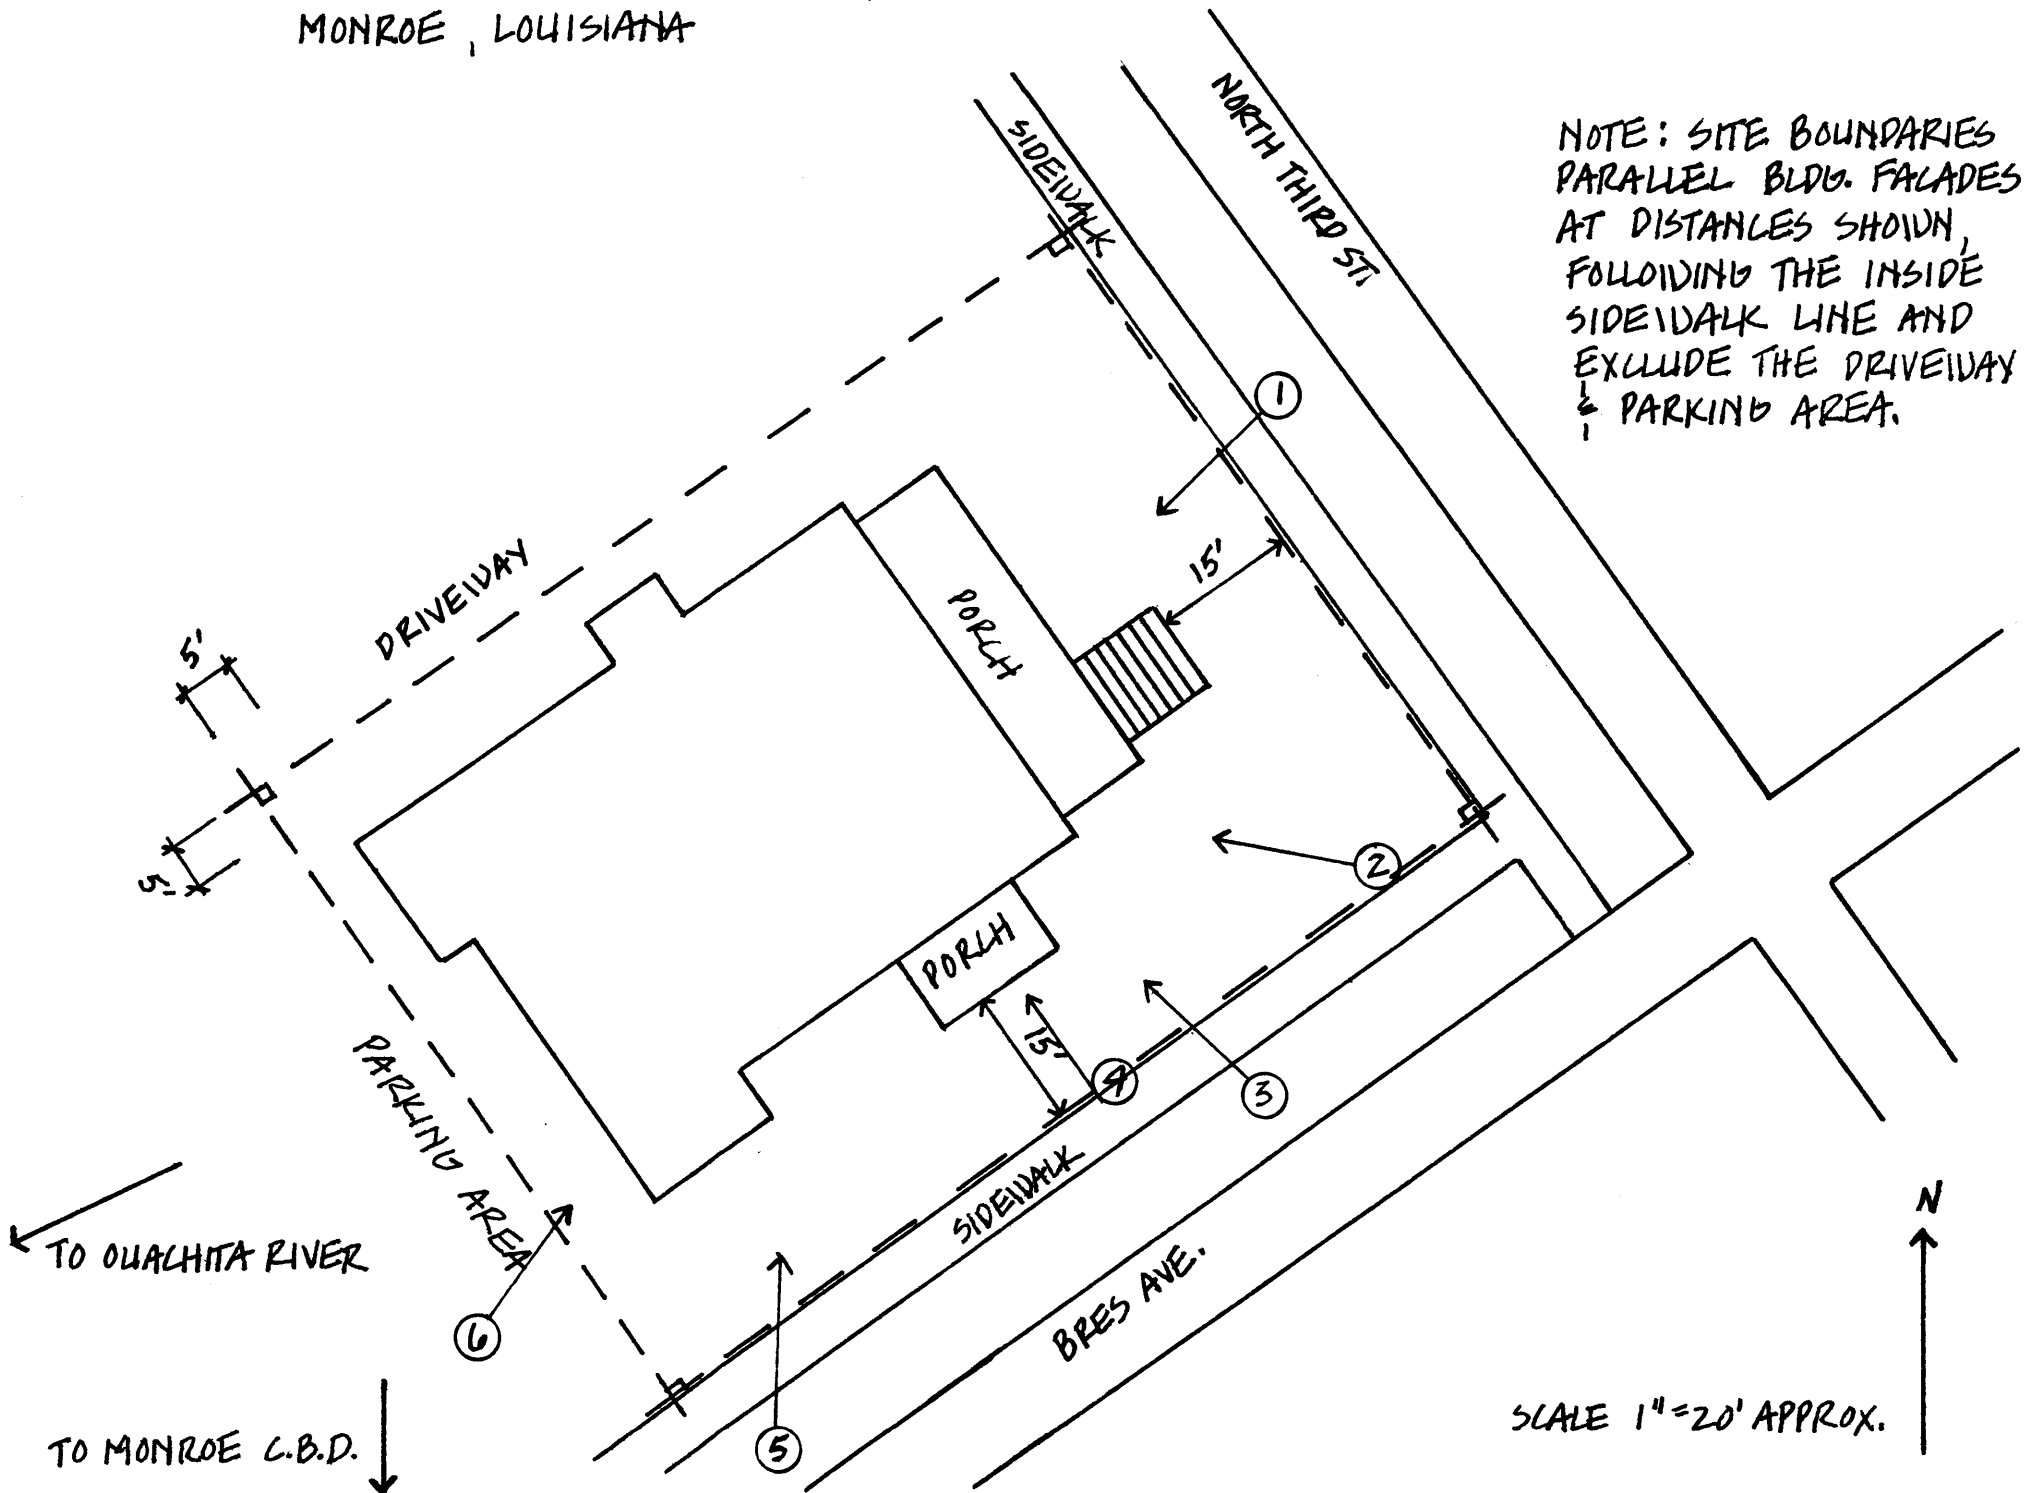 MONROE, LOUISIANA
NORTH THIRD ST.
SIDEWALK
NOTE: SITE BOUNDARIES
PARALLEL BLDG. FACADES
AT DISTANCES SHOWN,
FOLLOWING THE INSIDE
SIDEWALK LINE AND
EXCLUDE THE DRIVEWAY
& PARKING AREA.
1
15'
DRIVEWAY
PORCH
5'
5'
2
PORCH
15'
4
3
PARKING AREA
SIDEWALK
TO OUACHITA RIVER
BRES AVE.
N
6
5
SCALE 1"=20' APPROX.
TO MONROE C.B.D.